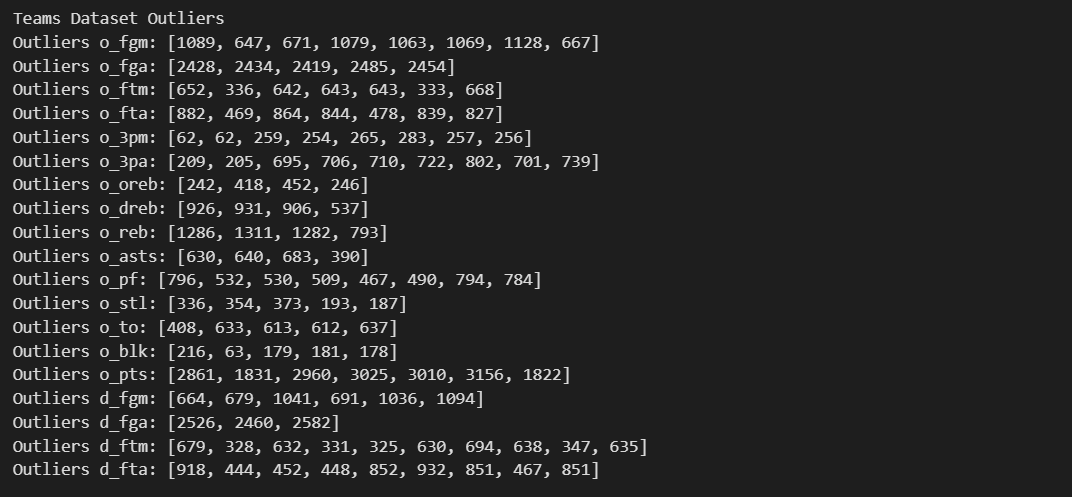 Teams Dataset Outliers
Outliers o_fgm: [1089, 647, 671, 1079, 1063, 1069, 1128, 667]
Outliers o_fga: [2428, 2434, 2419, 2485, 2454]
Outliers o_ftm: [652, 336, 642, 643, 643, 333, 668]
Outliers o_fta: [882, 469, 864, 844, 478, 839, 827]
Outliers o_3pm: [62, 62, 259, 254, 265, 283, 257, 256]
Outliers o_3pa: [209, 205, 695, 706, 710, 722, 802, 701, 739]
Outliers o_oreb: [242, 418, 452, 246]
Outliers o_dreb: [926, 931, 906, 537]
Outliers o_reb: [1286, 1311, 1282, 793]
Outliers o_asts: [630, 640, 683, 390]
Outliers o_pf: [796, 532, 530, 509, 467, 490, 794, 784]
Outliers o_stl: [336, 354, 373, 193, 187]
Outliers o_to: [408, 633, 613, 612, 637]
Outliers o_blk: [216, 63, 179, 181, 178]
Outliers o_pts: [2861, 1831, 2960, 3025, 3010, 3156, 1822]
Outliers d_fgm: [664, 679, 1041, 691, 1036, 1094]
Outliers d_fga: [2526, 2460, 2582]
Outliers d_ftm: [679, 328, 632, 331, 325, 630, 694, 638, 347, 635]
Outliers d_fta: [918, 444, 452, 448, 852, 932, 851, 467, 851]